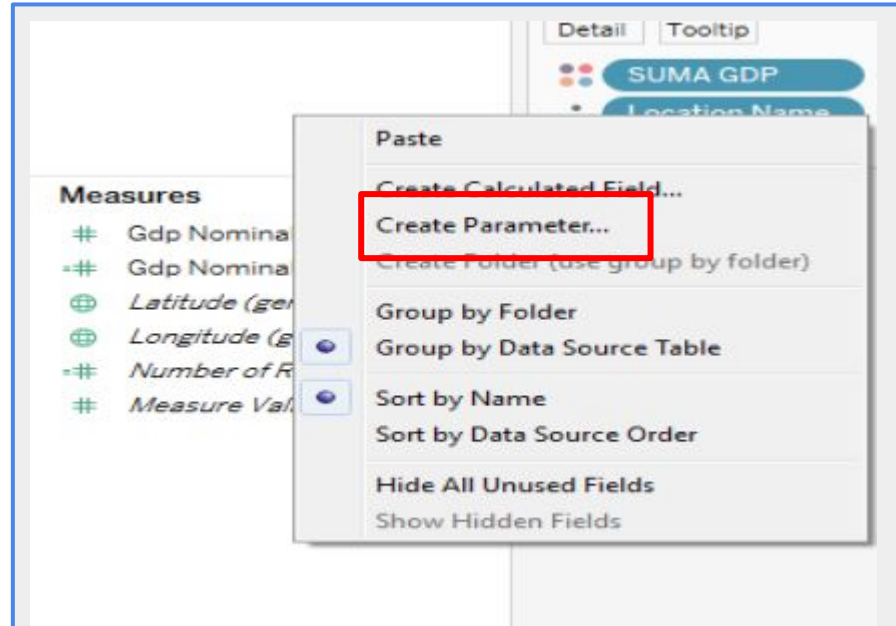 Detail Tooltip
SUMA GDP
Location Name
Paste
Create Calculated Field...
Measures
Create Parameter...
Gdp Nomina
Create Folder (use group by folder)
Gdp Nominal
Latitude (ger
Group by Folder
Longitude (g
Group by Data Source Table
Number of R
Measure Val
Sort by Name
Sort by Data Source Order
Hide All Unused Fields
Show Hidden Fields